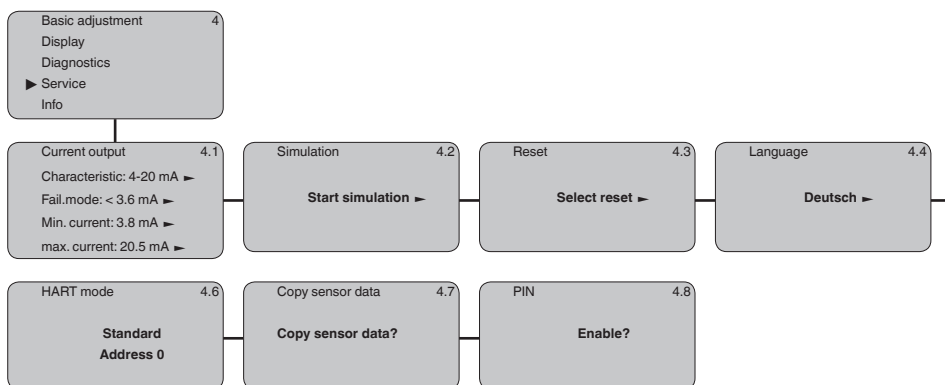 Basic adjustment 4
Display
Diagnostics
▶ Service
Info
Current output 4.1
Characteristic: 4-20 mA ►
Fail.mode: < 3.6 mA ►
Min. current: 3.8 mA ►
max. current: 20.5 mA ►
Simulation 4.2
Start simulation ►
Reset 4.3
Select reset ►
Language 4.4
Deutsch ►
HART mode 4.6
Standard
Address 0
Copy sensor data 4.7
Copy sensor data?
PIN 4.8
Enable?